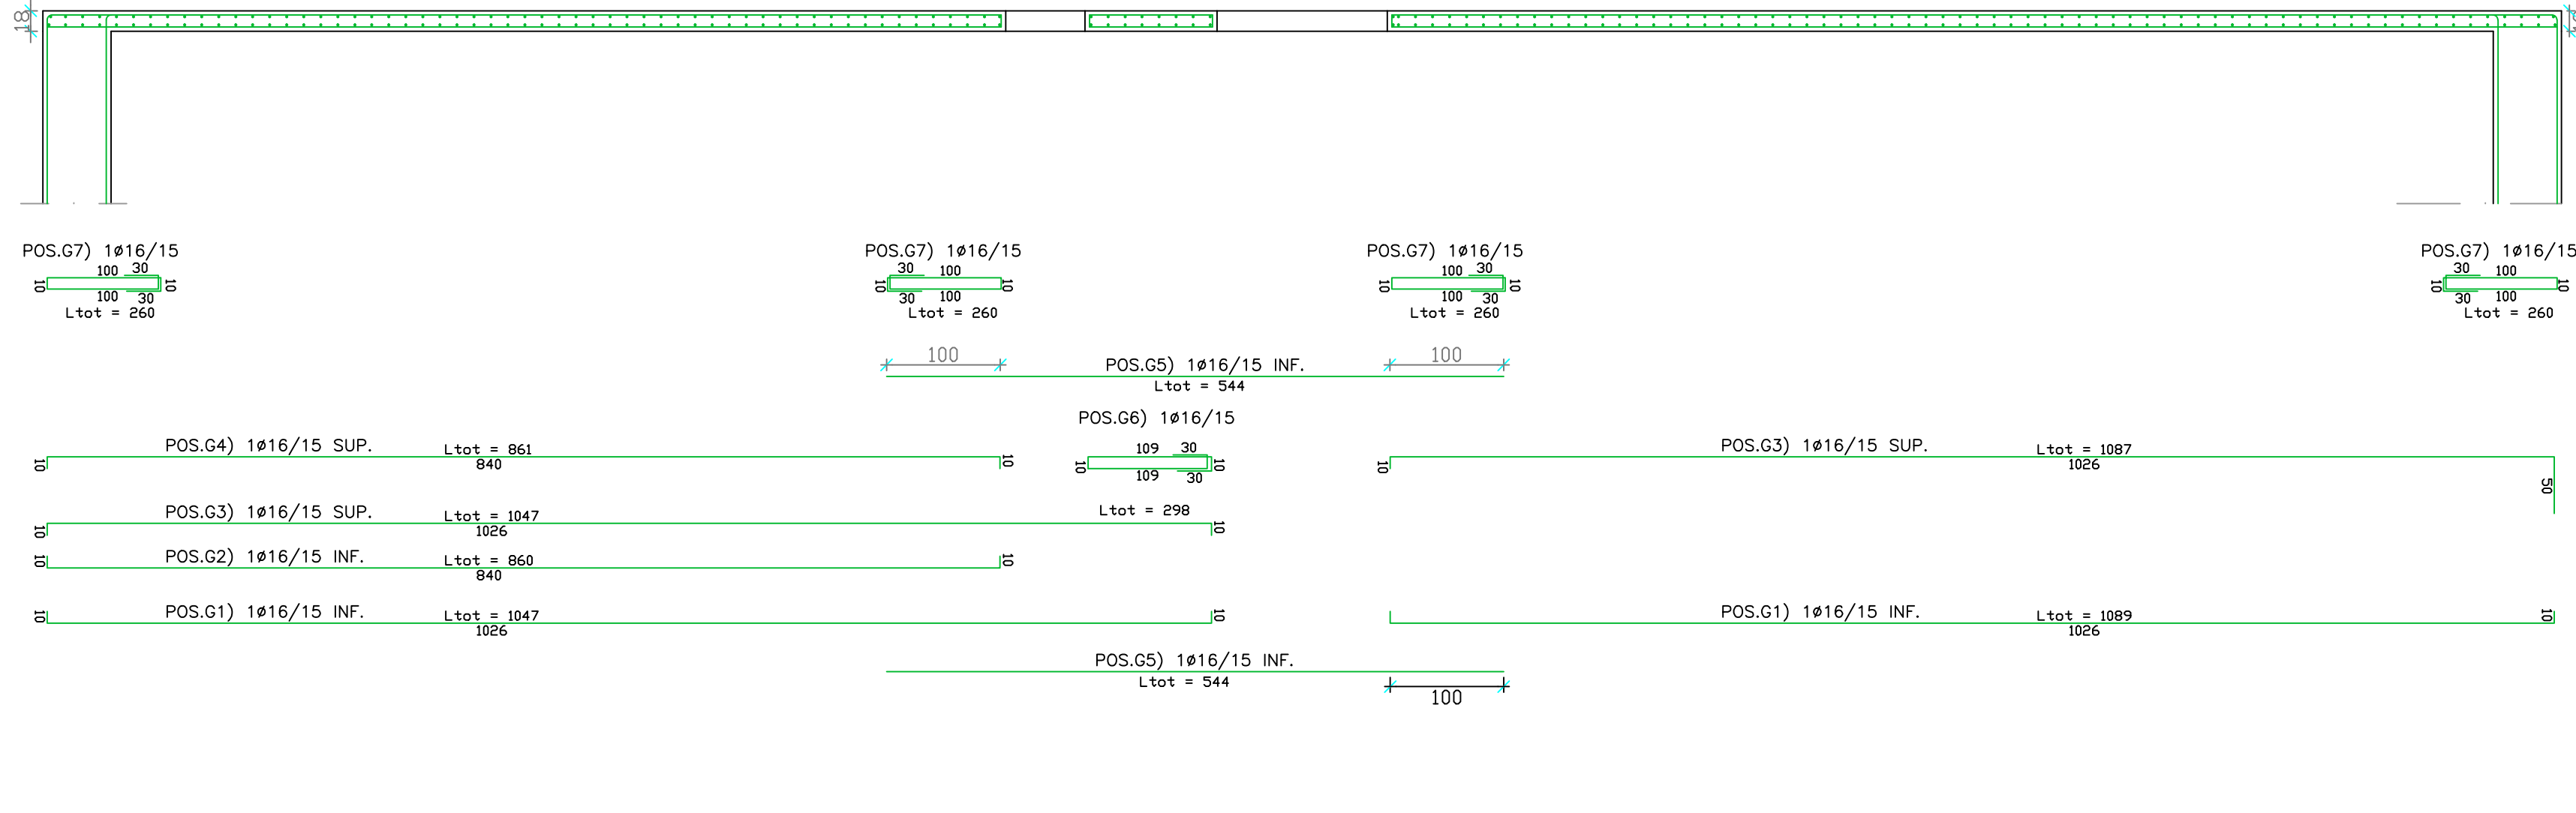 18
POS.G7) 1ø16/15
100 30
10 10
100 30
Ltot = 260
POS.G7) 1ø16/15
30 100
10 10
30 100
Ltot = 260
POS.G7) 1ø16/15
100 30
10 10
100 30
Ltot = 260
POS.G7) 1ø16/15
30 100
10 10
30 100
Ltot = 260
100
POS.G5) 1ø16/15 INF.
100
Ltot = 544
POS.G6) 1ø16/15
109 30
10 10
109 30
Ltot = 298
POS.G4) 1ø16/15 SUP. Ltot = 861
10 840 10
POS.G3) 1ø16/15 SUP. Ltot = 1087
10 1026
50
POS.G3) 1ø16/15 SUP. Ltot = 1047
10 1026 10
POS.G2) 1ø16/15 INF. Ltot = 860
10 840 10
POS.G1) 1ø16/15 INF. Ltot = 1047
10 1026 10
POS.G1) 1ø16/15 INF. Ltot = 1089
1026 10
POS.G5) 1ø16/15 INF.
Ltot = 544
100